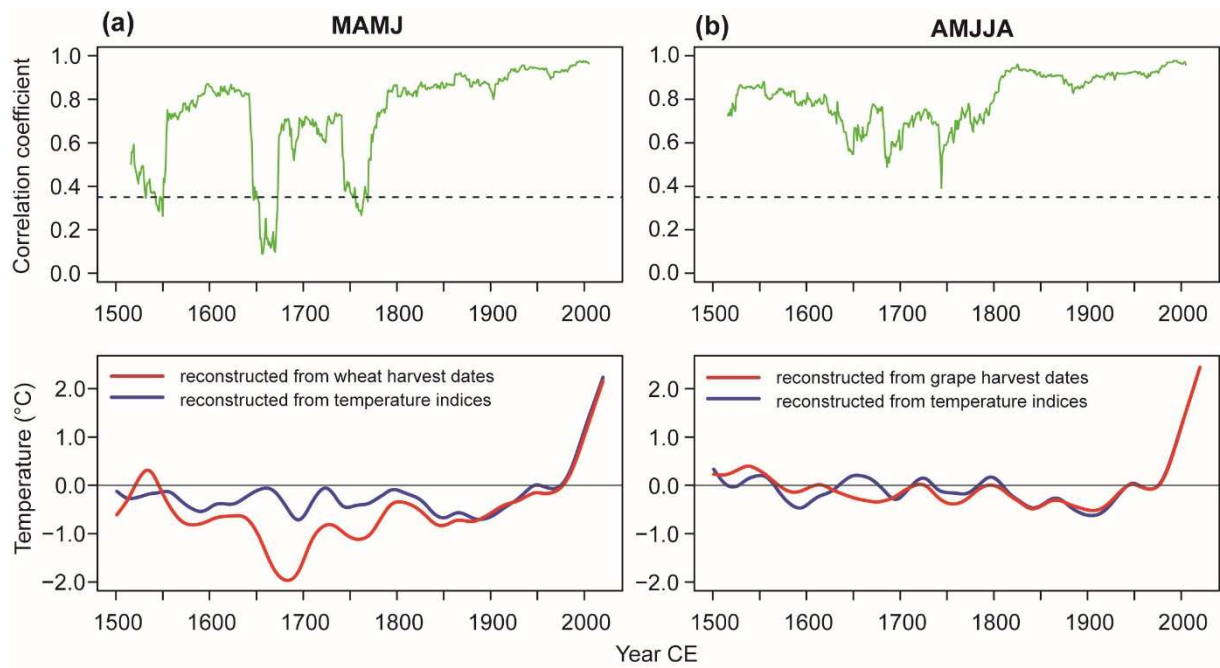 (a) MAMJ
(b) AMJJA
Correlation coefficient
1.0
0.8
0.6
0.4
0.2
0.0
1500 1600 1700 1800 1900 2000
1.0
0.8
0.6
0.4
0.2
0.0
1500 1600 1700 1800 1900 2000
Temperature (°C)
2.0
1.0
0.0
−1.0
−2.0
reconstructed from wheat harvest dates
reconstructed from temperature indices
1500 1600 1700 1800 1900 2000
2.0
1.0
0.0
−1.0
−2.0
reconstructed from grape harvest dates
reconstructed from temperature indices
1500 1600 1700 1800 1900 2000
Year CE